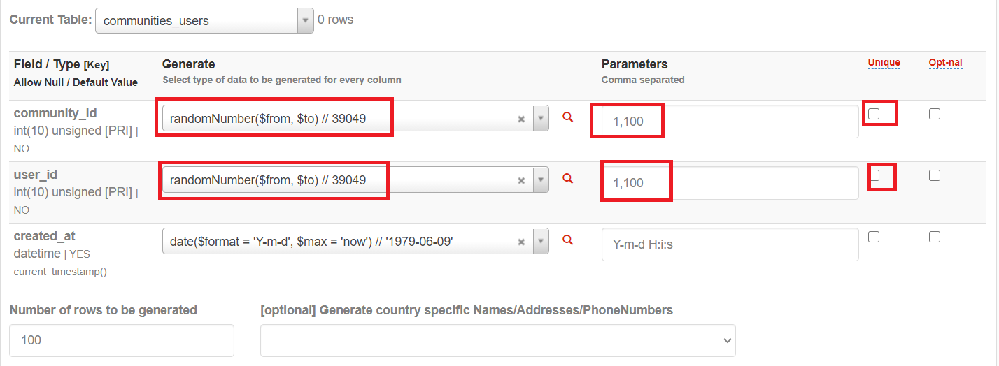 Current Table: communities_users 0 rows
Field / Type [Key] Generate Parameters Unique Opt-nal
Allow Null / Default Value Select type of data to be generated for every column Comma separated
community_id
randomNumber($from, $to) // 39049 × 1,100
int(10) unsigned [PRI] |
NO
user_id
randomNumber($from, $to) // 39049 × 1,100
int(10) unsigned [PRI] |
NO
created_at
date($format = 'Y-m-d', $max = 'now') // '1979-06-09' × Y-m-d H:i:s
datetime | YES
current_timestamp()
Number of rows to be generated [optional] Generate country specific Names/Addresses/PhoneNumbers
100